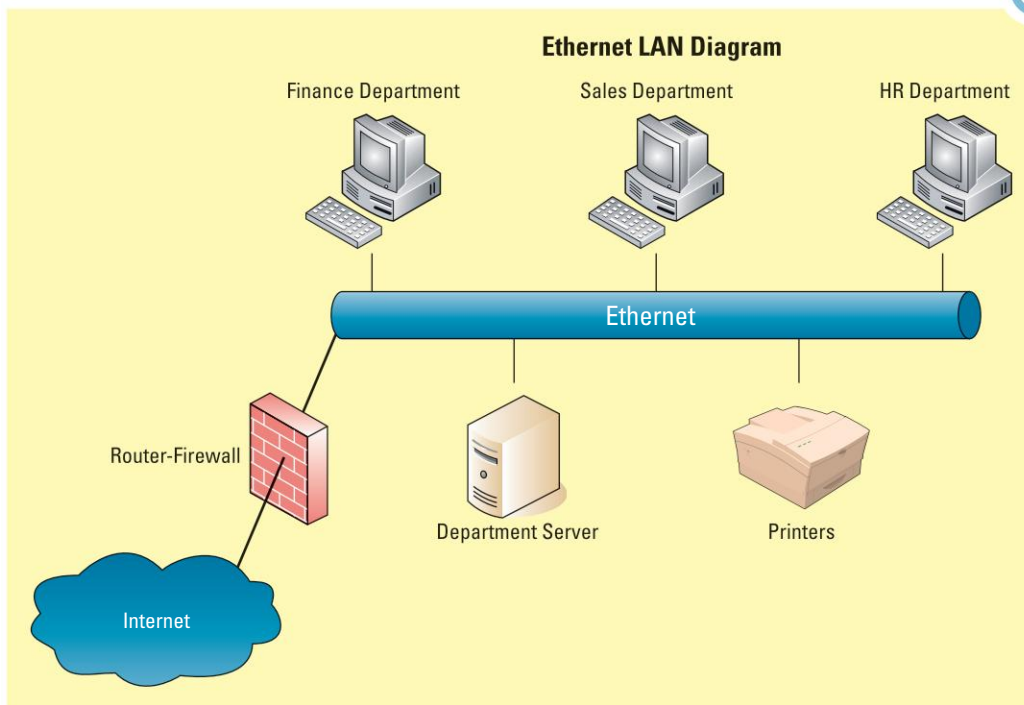 Ethernet LAN Diagram
Finance Department
Sales Department
HR Department
Ethernet
Router-Firewall
Department Server
Printers
Internet